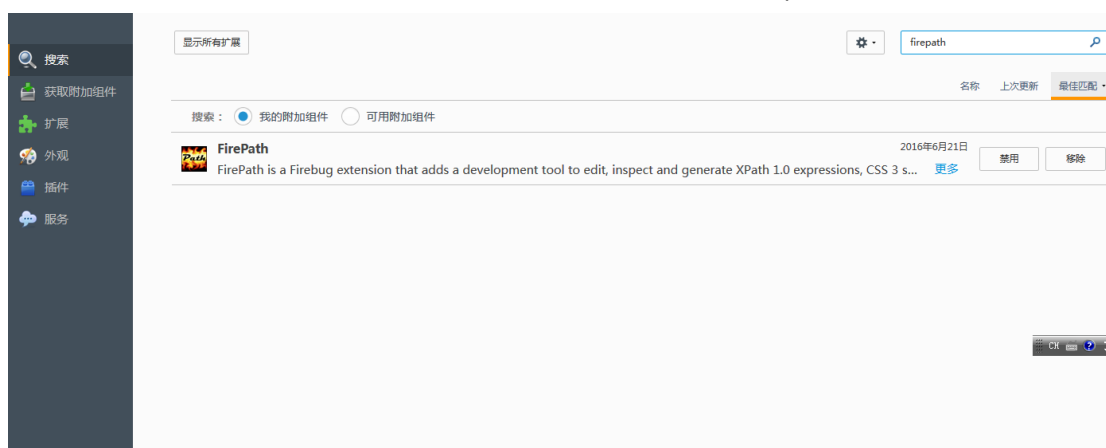 显示所有扩展
firepath
搜索
获取附加组件
扩展
外观
插件
服务
名称 上次更新 最佳匹配
搜索： 我的附加组件 可用附加组件
Path
FirePath
2016年6月21日
FirePath is a Firebug extension that adds a development tool to edit, inspect and generate XPath 1.0 expressions, CSS 3 s... 更多
禁用 移除
CH